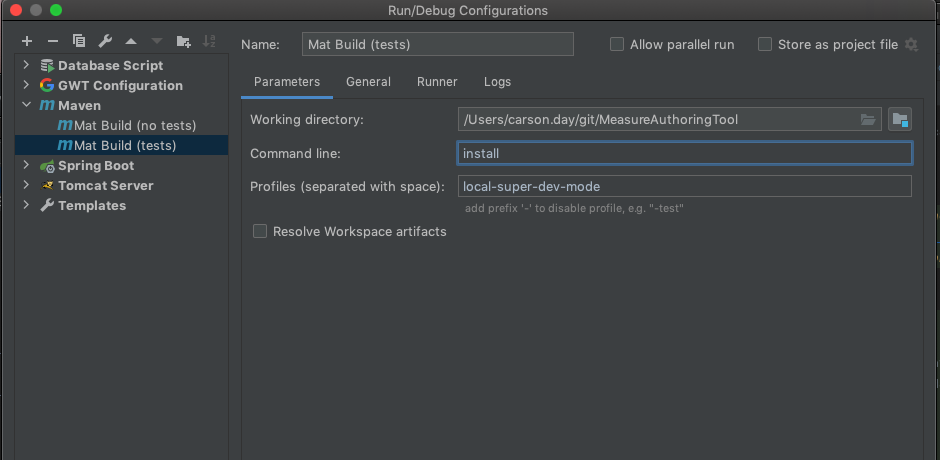 Run/Debug Configurations
Name: Mat Build (tests) Allow parallel run Store as project file
Database Script
GWT Configuration
Maven
Mat Build (no tests)
Mat Build (tests)
Spring Boot
Tomcat Server
Templates
Parameters General Runner Logs
Working directory: /Users/carson.day/git/MeasureAuthoringTool
Command line: install
Profiles (separated with space): local-super-dev-mode
add prefix '-' to disable profile, e.g. "-test"
Resolve Workspace artifacts